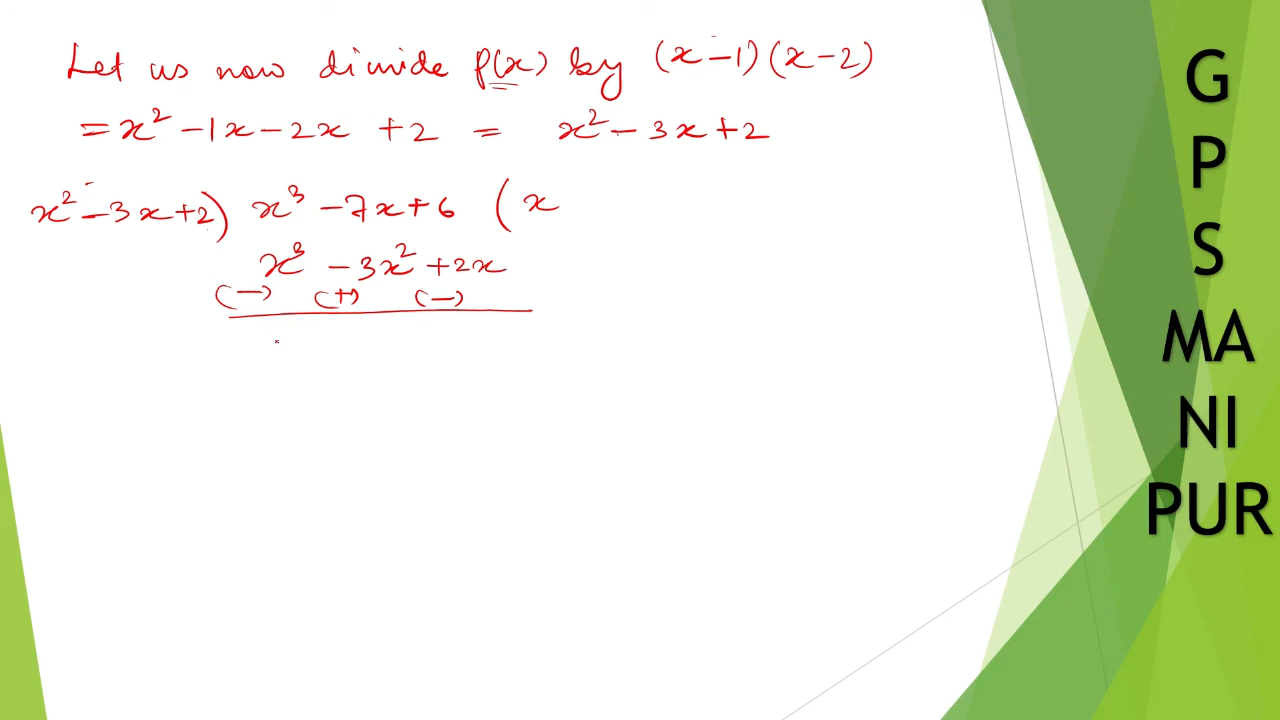 Let us now divide p(x) by (x-1)(x-2)
= x² -1x - 2x + 2 = x² - 3x + 2
x² - 3x + 2) x³ - 7x + 6 (x
x³ - 3x² + 2x
(-) (+) (-)
G
P
S
MA
NI
PUR